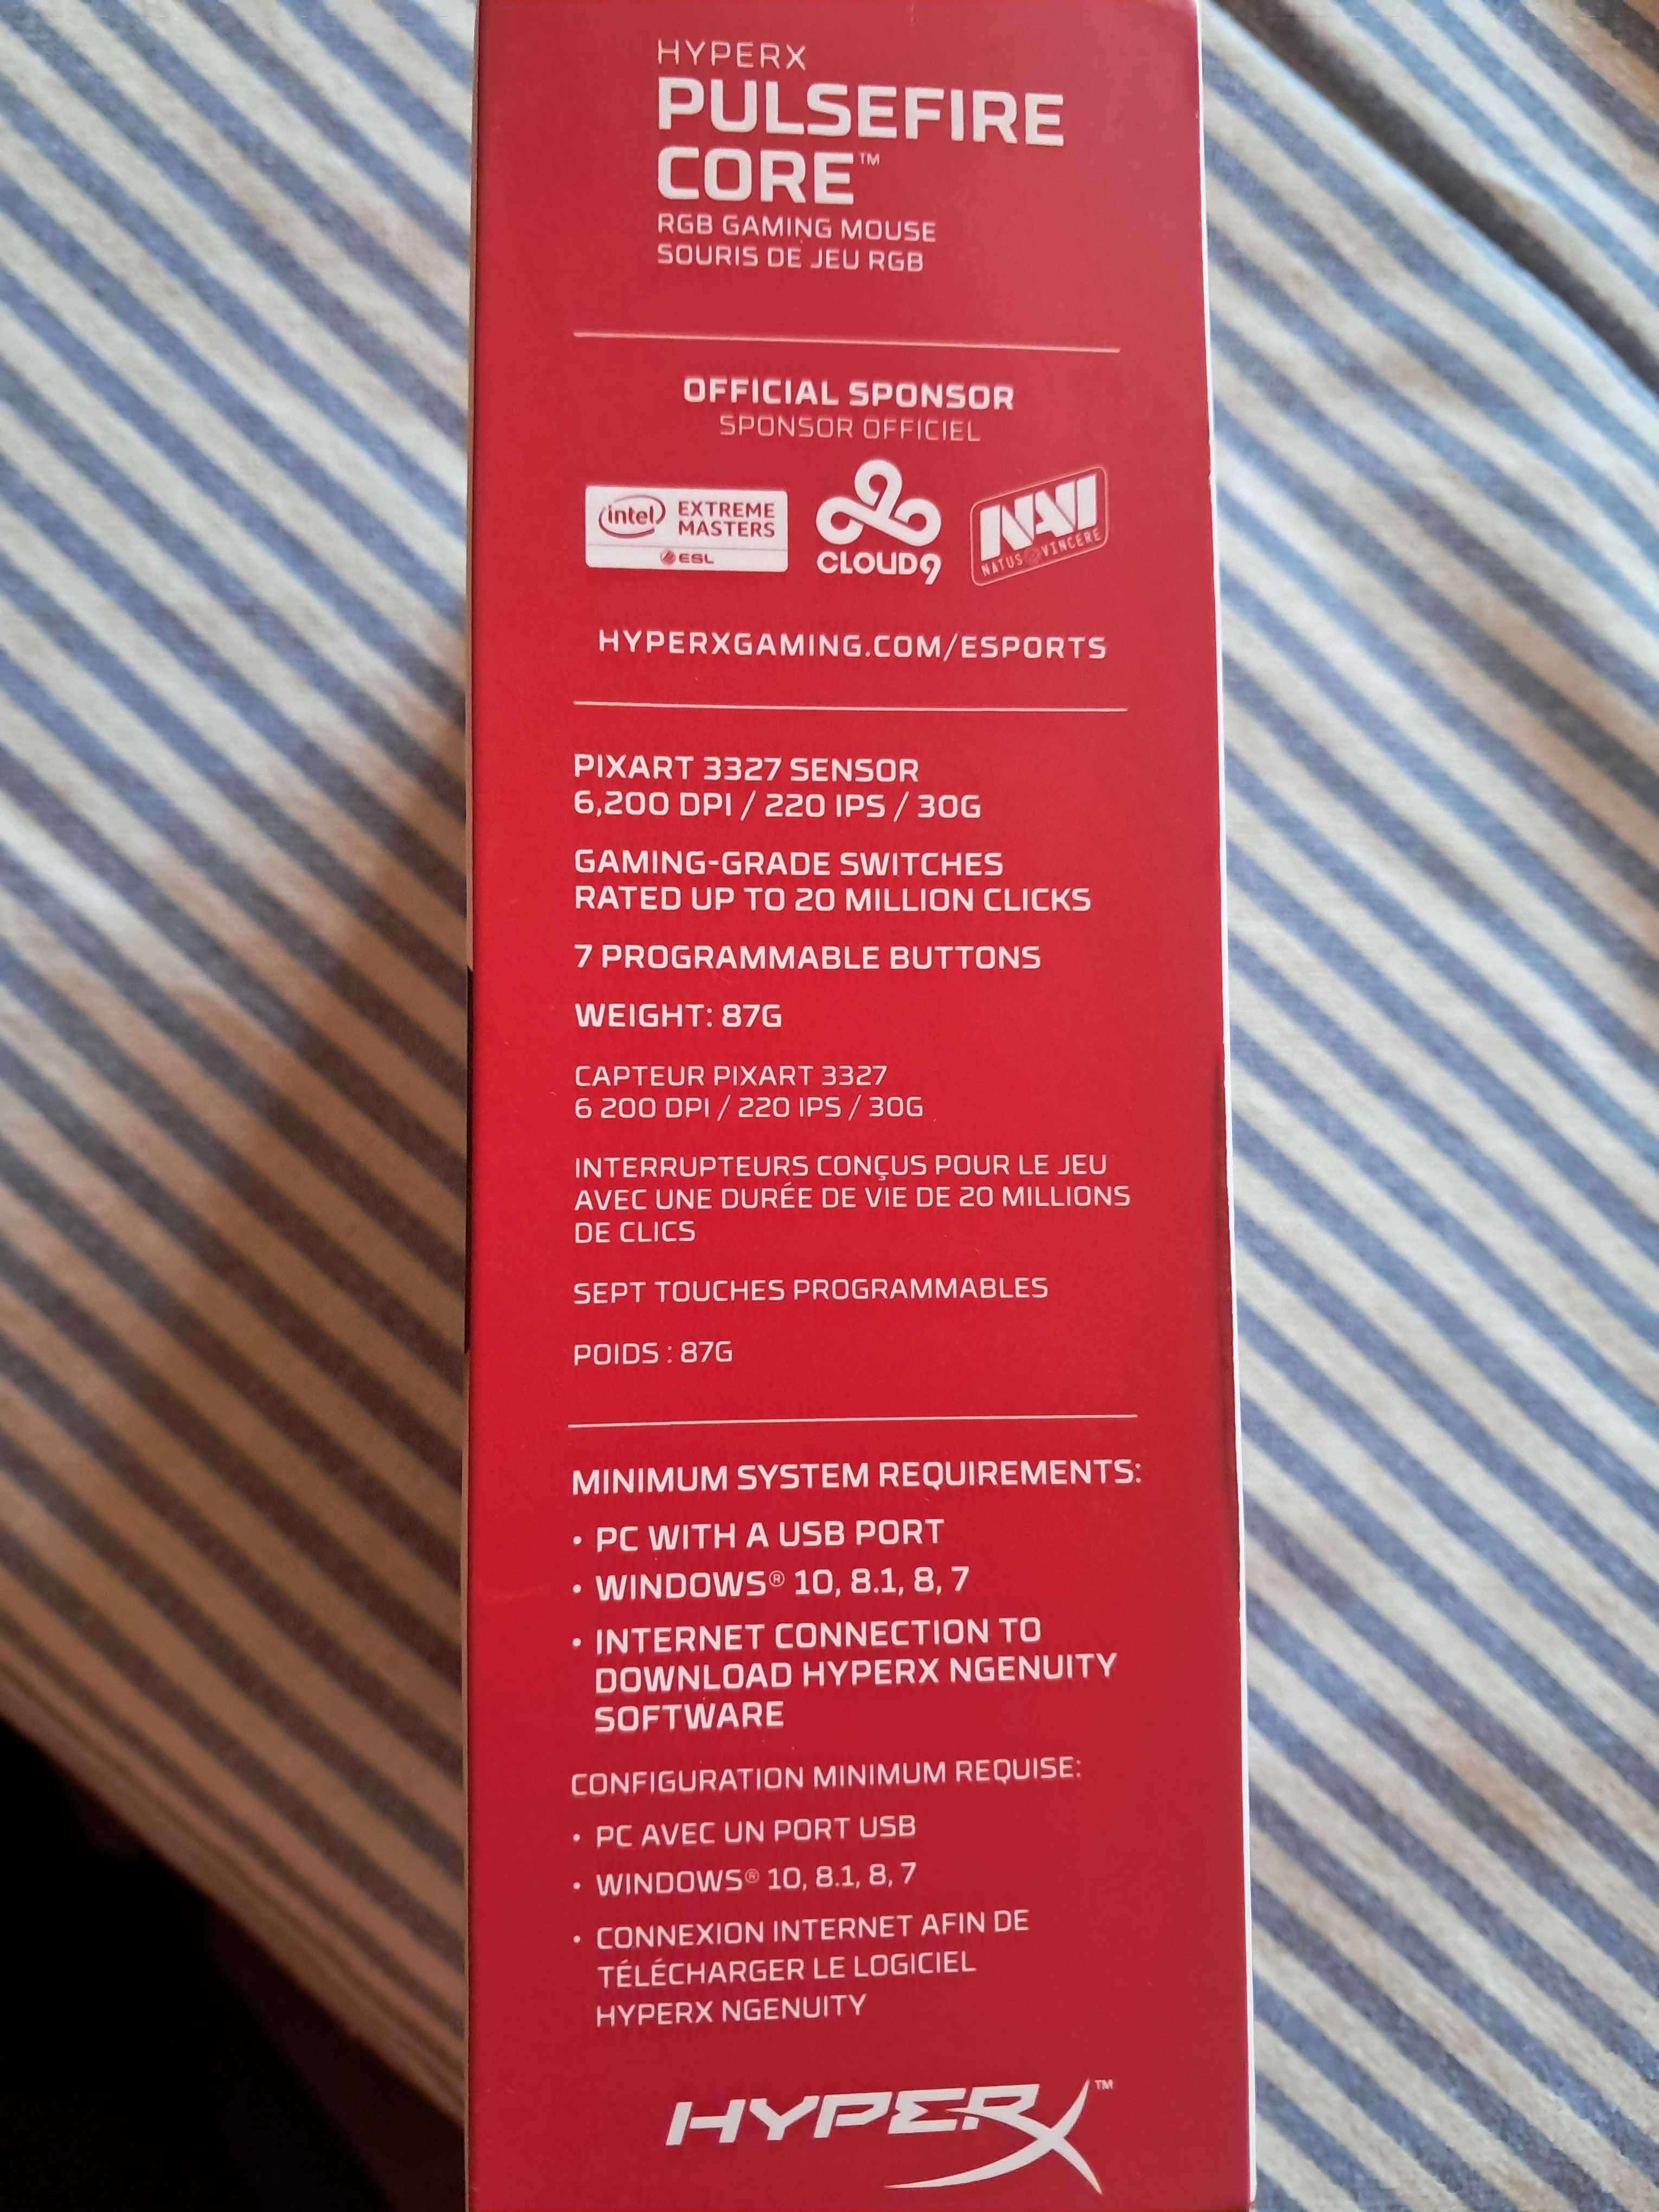 HYPERX
PULSEFIRE
CORE™
RGB GAMING MOUSE
SOURIS DE JEU RGB
OFFICIAL SPONSOR
SPONSOR OFFICIEL
intel EXTREME
MASTERS
ESL
CLOUD9
NAVI
NATUS VINCERE
HYPERXGAMING.COM/ESPORTS
PIXART 3327 SENSOR
6,200 DPI / 220 IPS / 30G
GAMING-GRADE SWITCHES
RATED UP TO 20 MILLION CLICKS
7 PROGRAMMABLE BUTTONS
WEIGHT: 87G
CAPTEUR PIXART 3327
6 200 DPI / 220 IPS / 30G
INTERRUPTEURS CONÇUS POUR LE JEU
AVEC UNE DURÉE DE VIE DE 20 MILLIONS
DE CLICS
SEPT TOUCHES PROGRAMMABLES
POIDS : 87G
MINIMUM SYSTEM REQUIREMENTS:
• PC WITH A USB PORT
• WINDOWS® 10, 8.1, 8, 7
• INTERNET CONNECTION TO
DOWNLOAD HYPERX NGENUITY
SOFTWARE
CONFIGURATION MINIMUM REQUISE:
• PC AVEC UN PORT USB
• WINDOWS® 10, 8.1, 8, 7
• CONNEXION INTERNET AFIN DE
TÉLÉCHARGER LE LOGICIEL
HYPERX NGENUITY
HYPERX™